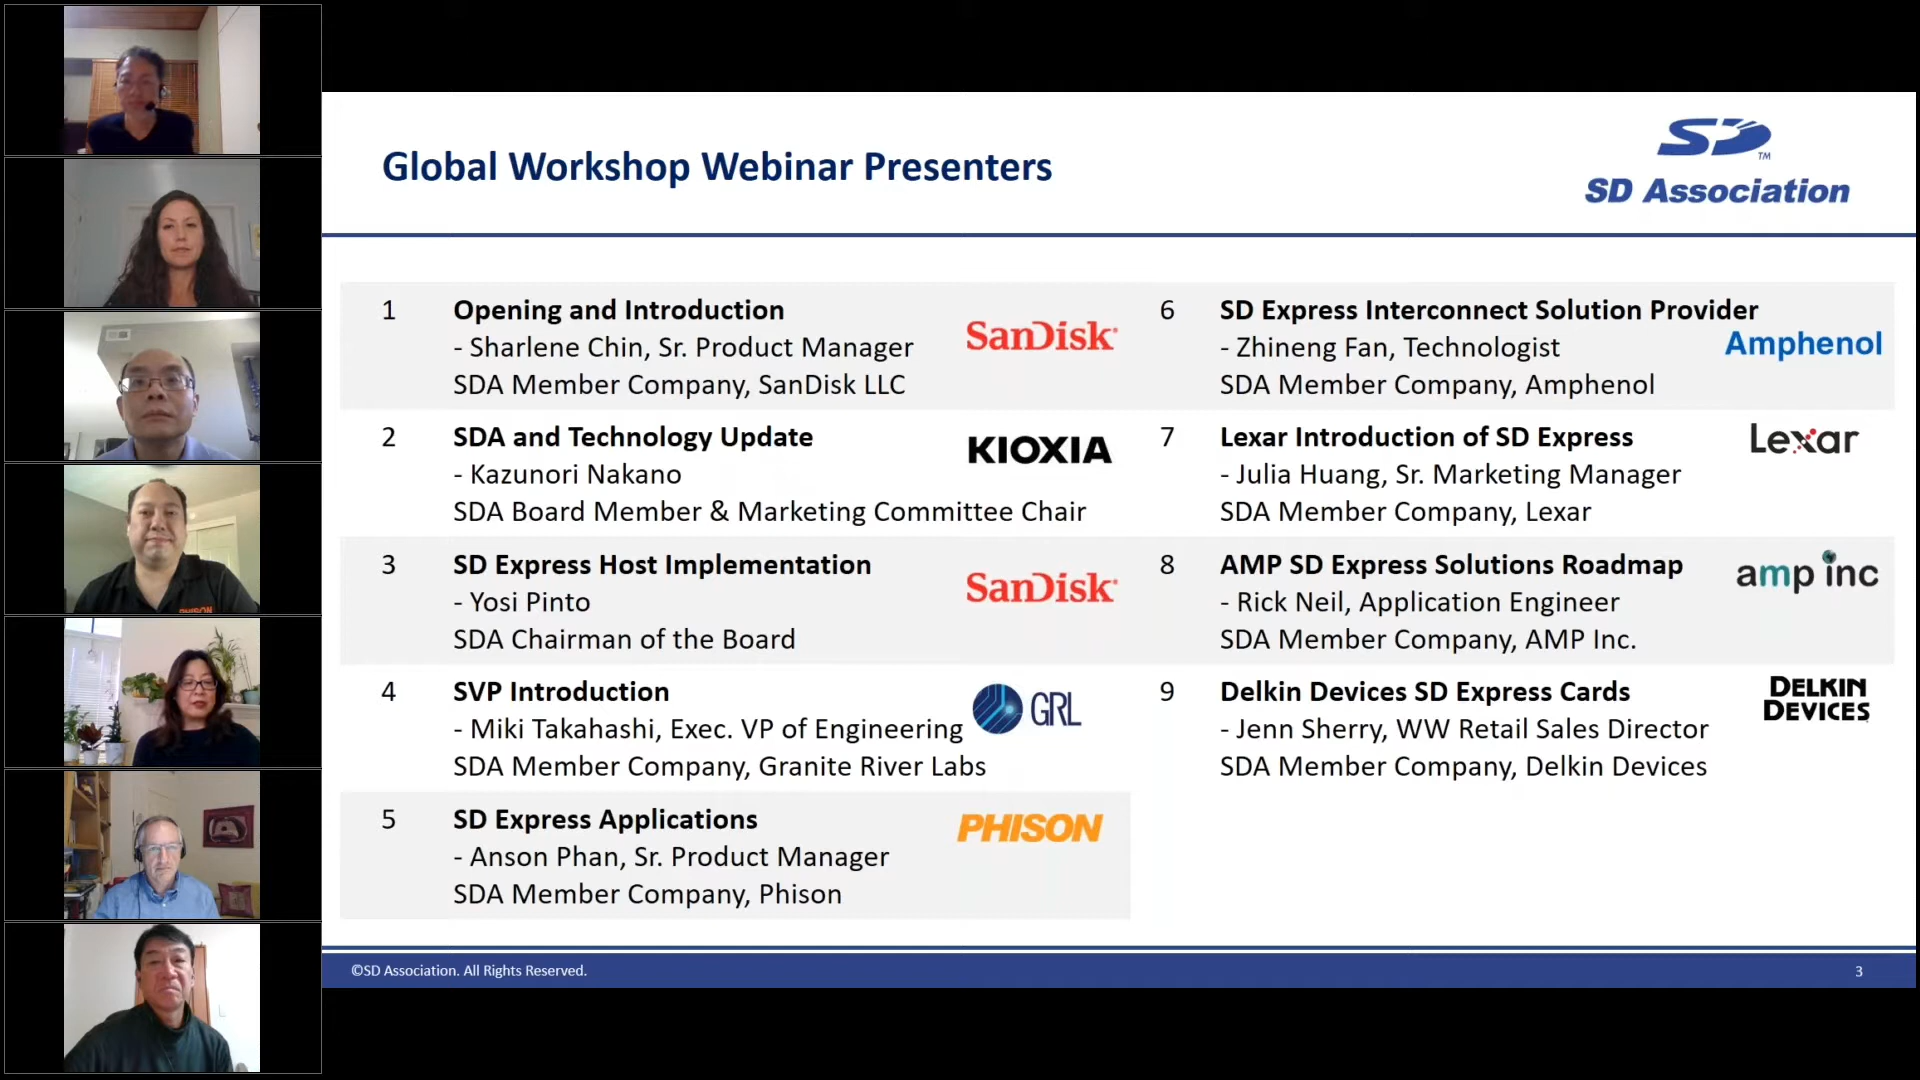 Global Workshop Webinar Presenters
SD
TM
SD Association
1
Opening and Introduction
- Sharlene Chin, Sr. Product Manager
SDA Member Company, SanDisk LLC
SanDisk
2
SDA and Technology Update
- Kazunori Nakano
SDA Board Member & Marketing Committee Chair
KIOXIA
3
SD Express Host Implementation
- Yosi Pinto
SDA Chairman of the Board
SanDisk
4
SVP Introduction
- Miki Takahashi, Exec. VP of Engineering
SDA Member Company, Granite River Labs
GRL
5
SD Express Applications
- Anson Phan, Sr. Product Manager
SDA Member Company, Phison
PHISON
6
SD Express Interconnect Solution Provider
- Zhineng Fan, Technologist
SDA Member Company, Amphenol
Amphenol
7
Lexar Introduction of SD Express
- Julia Huang, Sr. Marketing Manager
SDA Member Company, Lexar
Lexar
8
AMP SD Express Solutions Roadmap
- Rick Neil, Application Engineer
SDA Member Company, AMP Inc.
amp inc
9
Delkin Devices SD Express Cards
- Jenn Sherry, WW Retail Sales Director
SDA Member Company, Delkin Devices
DELKIN
DEVICES
©SD Association. All Rights Reserved.
3
PHISON